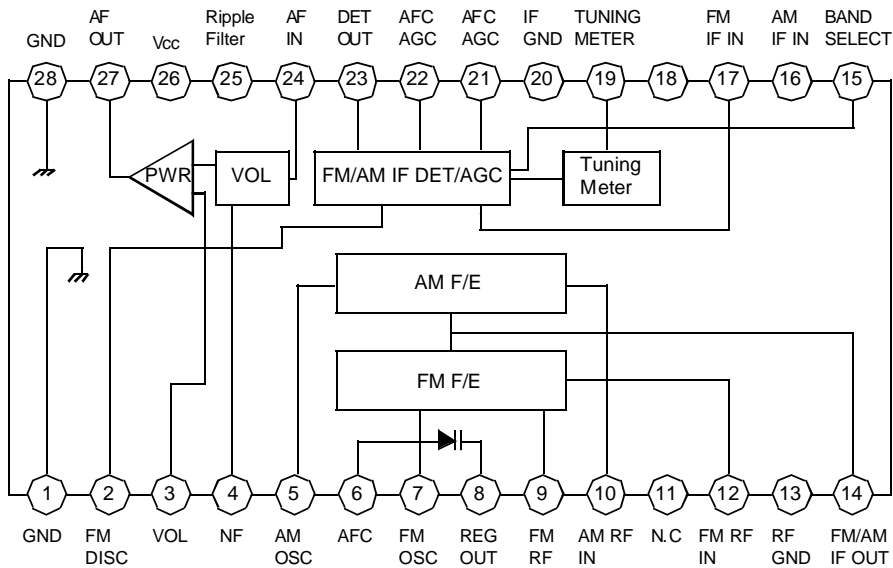 GND
AF
OUT
Vcc
Ripple
Filter
AF
IN
DET
OUT
AFC
AGC
AFC
AGC
IF
GND
TUNING
METER
FM
IF IN
AM
IF IN
BAND
SELECT
28 27 26 25 24 23 22 21 20 19 18 17 16 15
PWR
VOL
FM/AM IF DET/AGC
Tuning
Meter
AM F/E
FM F/E
1 2 3 4 5 6 7 8 9 10 11 12 13 14
GND
FM
DISC
VOL
NF
AM
OSC
AFC
FM
OSC
REG
OUT
FM
RF
AM RF
IN
N.C
FM RF
IN
RF
GND
FM/AM
IF OUT